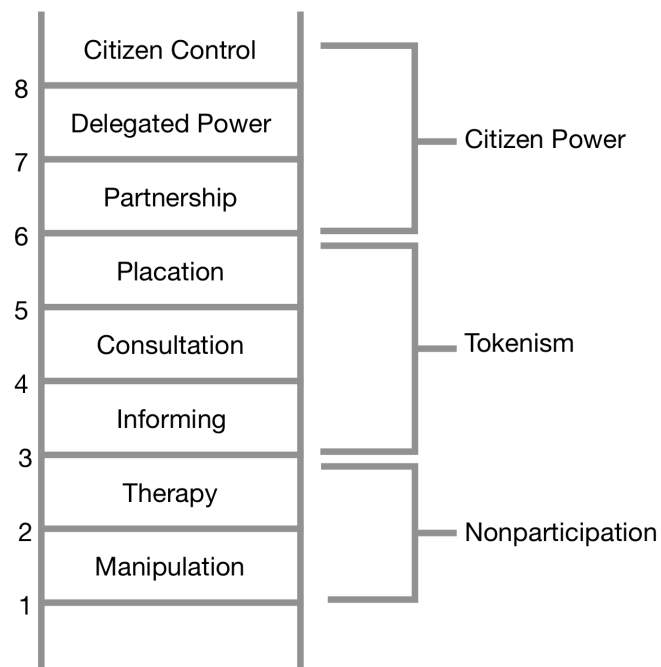 Citizen Control
8
Delegated Power
7
Partnership
6
Placation
5
Consultation
4
Informing
3
Therapy
2
Manipulation
1
Citizen Power
Tokenism
Nonparticipation